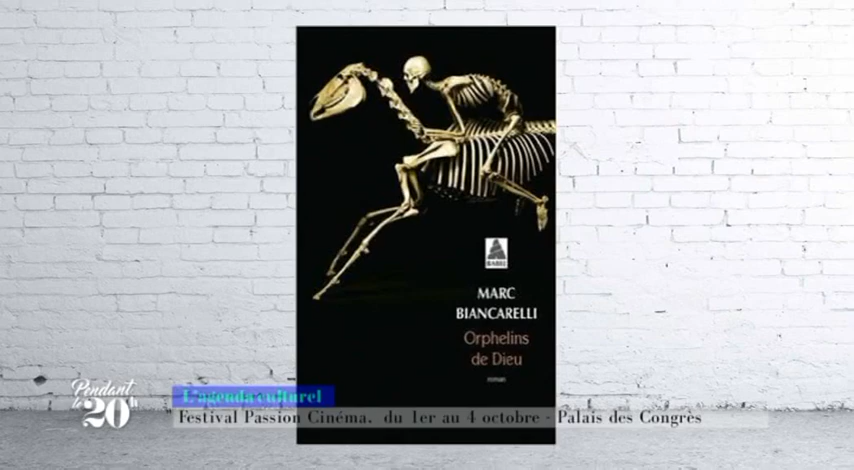 BABEL
MARC
BIANCARELLI
Orphelins
de Dieu
roman
Pendant
le 20h
L'agenda culturel
Festival Passion Cinéma, du 1er au 4 octobre - Palais des Congrès